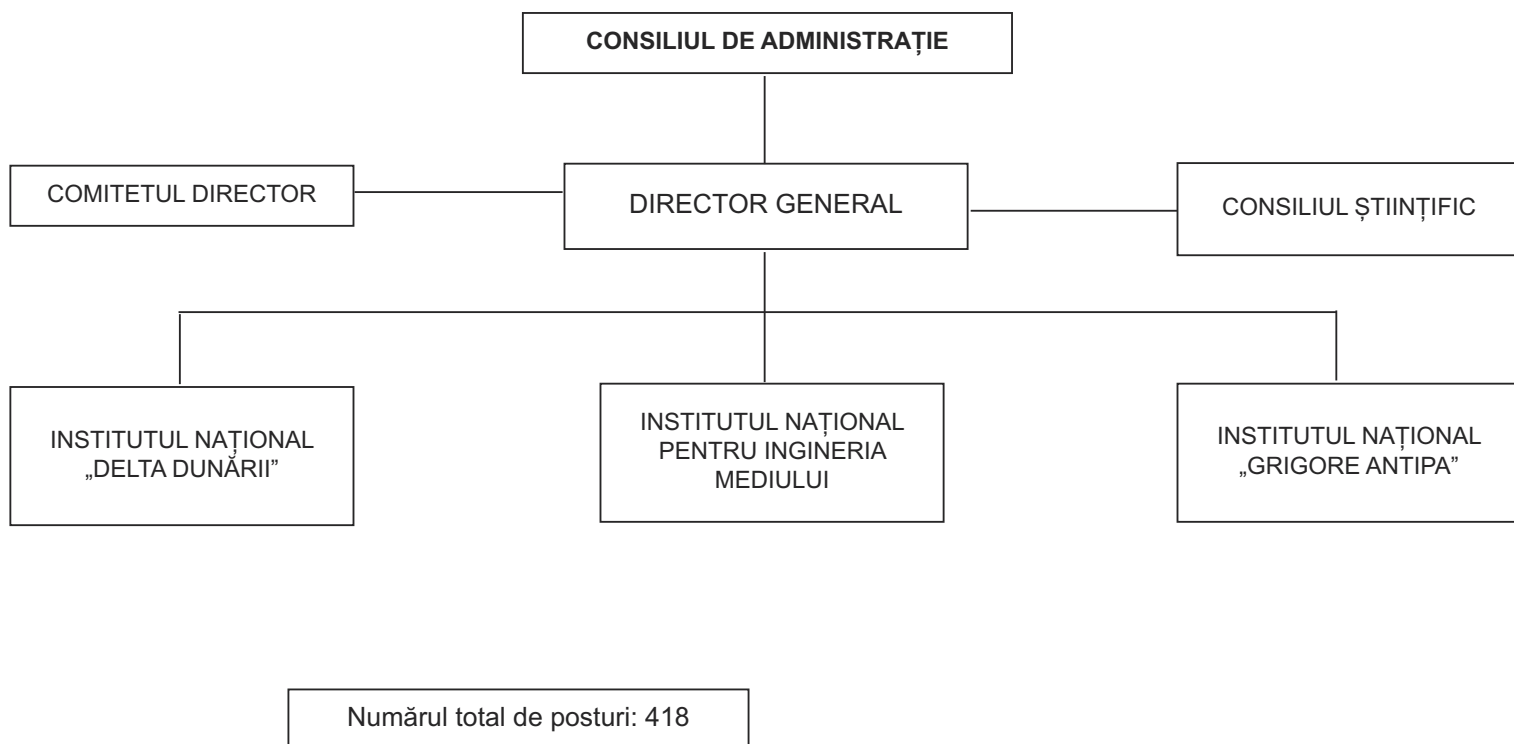 CONSILIUL DE ADMINISTRAȚIE
COMITETUL DIRECTOR
DIRECTOR GENERAL
CONSILIUL ȘTIINȚIFIC
INSTITUTUL NAȚIONAL
„DELTA DUNĂRII”
INSTITUTUL NAȚIONAL
PENTRU INGINERIA
MEDIULUI
INSTITUTUL NAȚIONAL
„GRIGORE ANTIPA”
Numărul total de posturi: 418